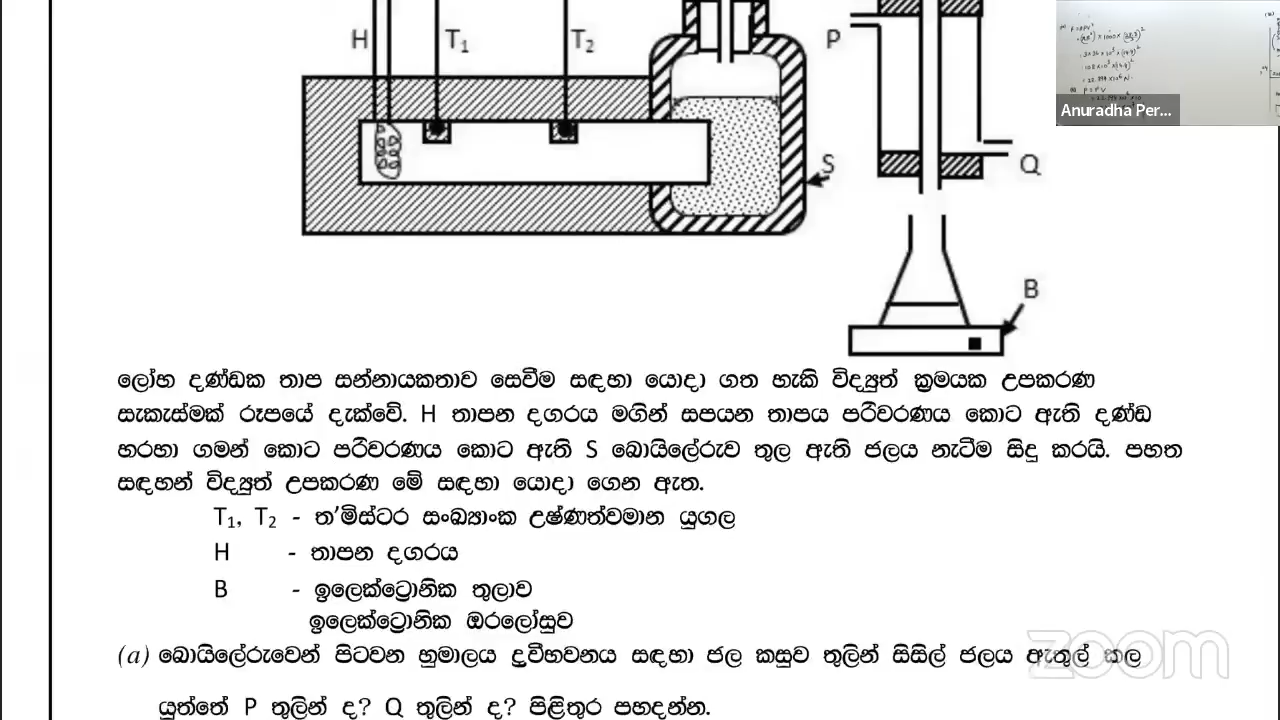 H
T₁
T₂
P
Anuradha Per...
S
Q
B
ලෝහ දණ්ඩක තාප සන්නායකතාව සෙවීම සඳහා යොදා ගත හැකි විද්‍යුත් ක්‍රමයක උපකරණ
සැකැස්මක් රූපයේ දැක්වේ. H තාපන දගරය මගින් සපයන තාපය පරිවරණය කොට ඇති දණ්ඩ
හරහා ගමන් කොට පරිවරණය කොට ඇති S බොයිලේරුව තුල ඇති ජලය නැටීම සිදු කරයි. පහත
සඳහන් විද්‍යුත් උපකරණ මේ සඳහා යොදා ගෙන ඇත.
T₁, T₂ - ත'මිස්ටර සංඛ්‍යාංක උෂ්ණත්වමාන යුගල
H - තාපන දගරය
B - ඉලෙක්ට්‍රොනික තුලාව
ඉලෙක්ට්‍රොනික ඔරලෝසුව
(a) බොයිලේරුවෙන් පිටවන හුමාලය ද්‍රවීභවනය සඳහා ජල කසුව තුලින් සිසිල් ජලය ඇතුල් කල
යුත්තේ P තුලින් ද? Q තුලින් ද? පිළිතුර පහදන්න.
zoom